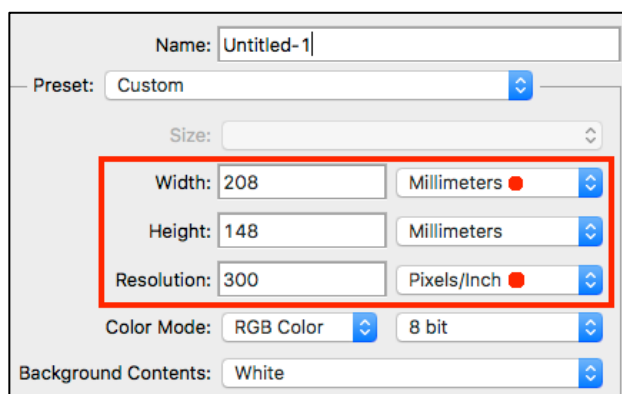 Name: Untitled-1
Preset: Custom
Size:
Width: 208 Millimeters
Height: 148 Millimeters
Resolution: 300 Pixels/Inch
Color Mode: RGB Color 8 bit
Background Contents: White